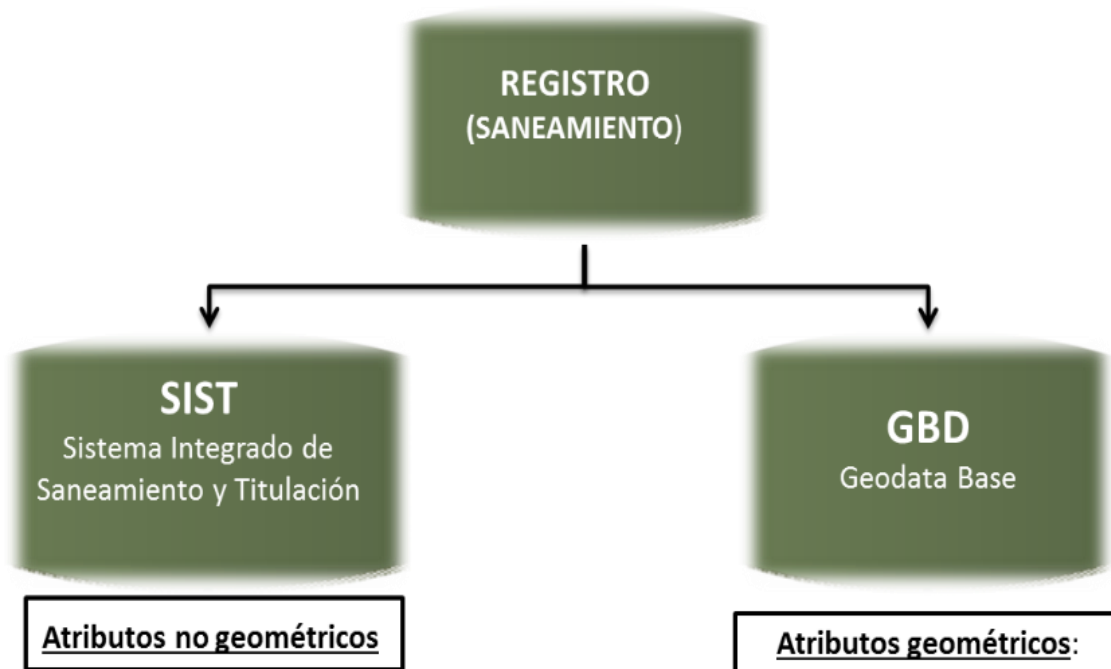 REGISTRO
(SANEAMIENTO)
SIST
Sistema Integrado de
Saneamiento y Titulación
GBD
Geodata Base
Atributos no geométricos
Atributos geométricos: